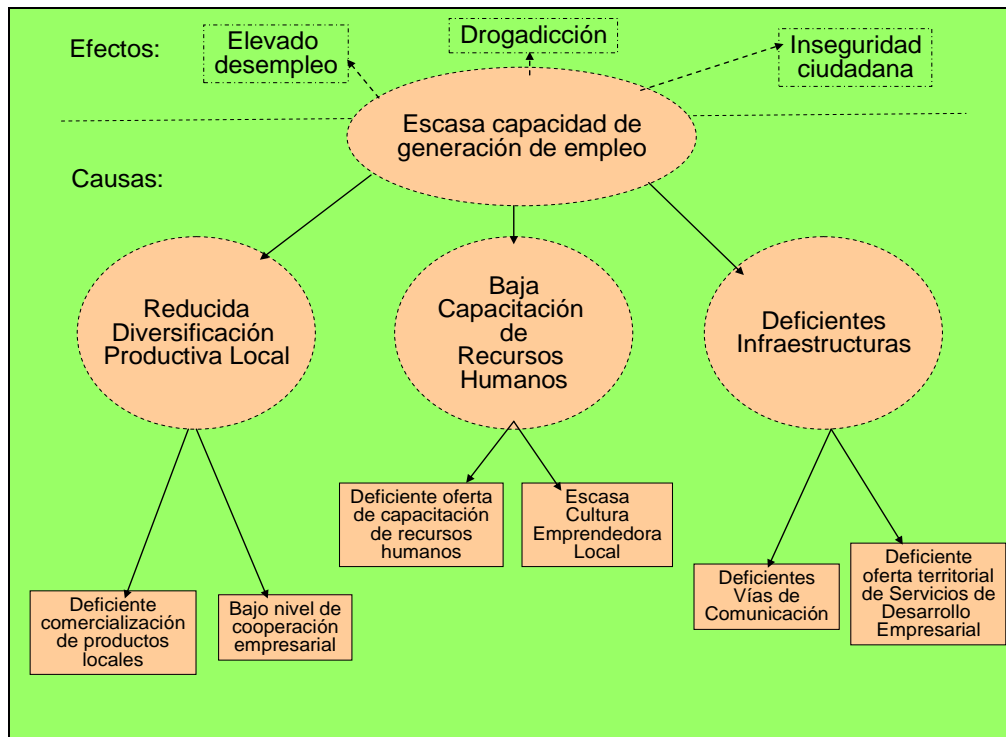 Efectos:
Elevado
desempleo
Drogadicción
Inseguridad
ciudadana
Escasa capacidad de
generación de empleo
Causas:
Reducida
Diversificación
Productiva Local
Baja
Capacitación
de
Recursos
Humanos
Deficientes
Infraestructuras
Deficiente
comercialización
de productos
locales
Bajo nivel de
cooperación
empresarial
Deficiente oferta
de capacitación
de recursos
humanos
Escasa
Cultura
Emprendedora
Local
Deficientes
Vías de
Comunicación
Deficiente
oferta territorial
de Servicios de
Desarrollo
Empresarial